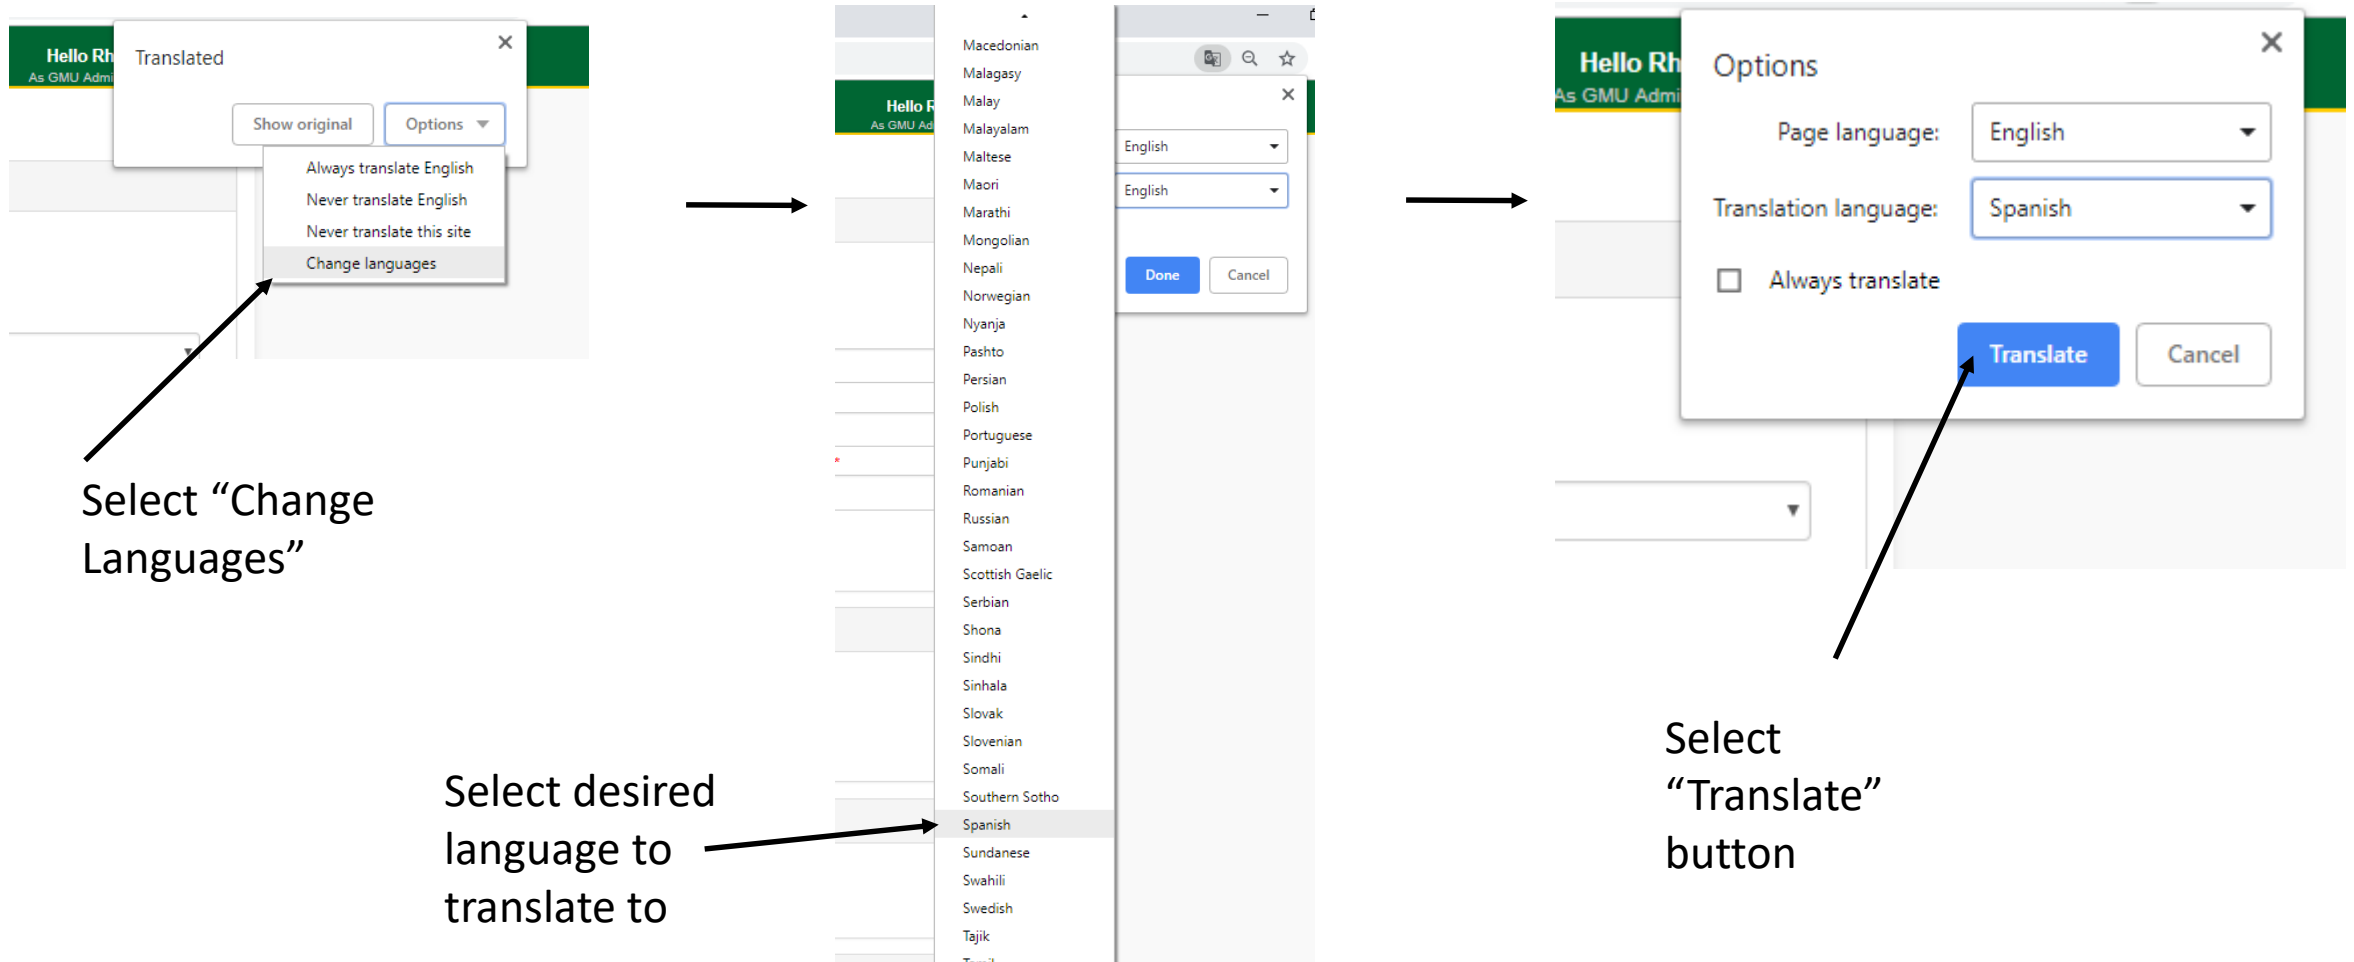 Hello Rh
As GMU Admi
Translated
Show original
Options
Always translate English
Never translate English
Never translate this site
Change languages
Select “Change
Languages”
Macedonian
Malagasy
Malay
Malayalam
Maltese
Maori
Marathi
Mongolian
Nepali
Norwegian
Nyanja
Pashto
Persian
Polish
Portuguese
Punjabi
Romanian
Russian
Samoan
Scottish Gaelic
Serbian
Shona
Sindhi
Sinhala
Slovak
Slovenian
Somali
Southern Sotho
Spanish
Sundanese
Swahili
Swedish
Tajik
Hello R
As GMU Ad
English
English
Done
Cancel
*
Select desired
language to
translate to
Hello Rh
As GMU Admi
Options
Page language:
English
Translation language:
Spanish
Always translate
Translate
Cancel
Select
“Translate”
button